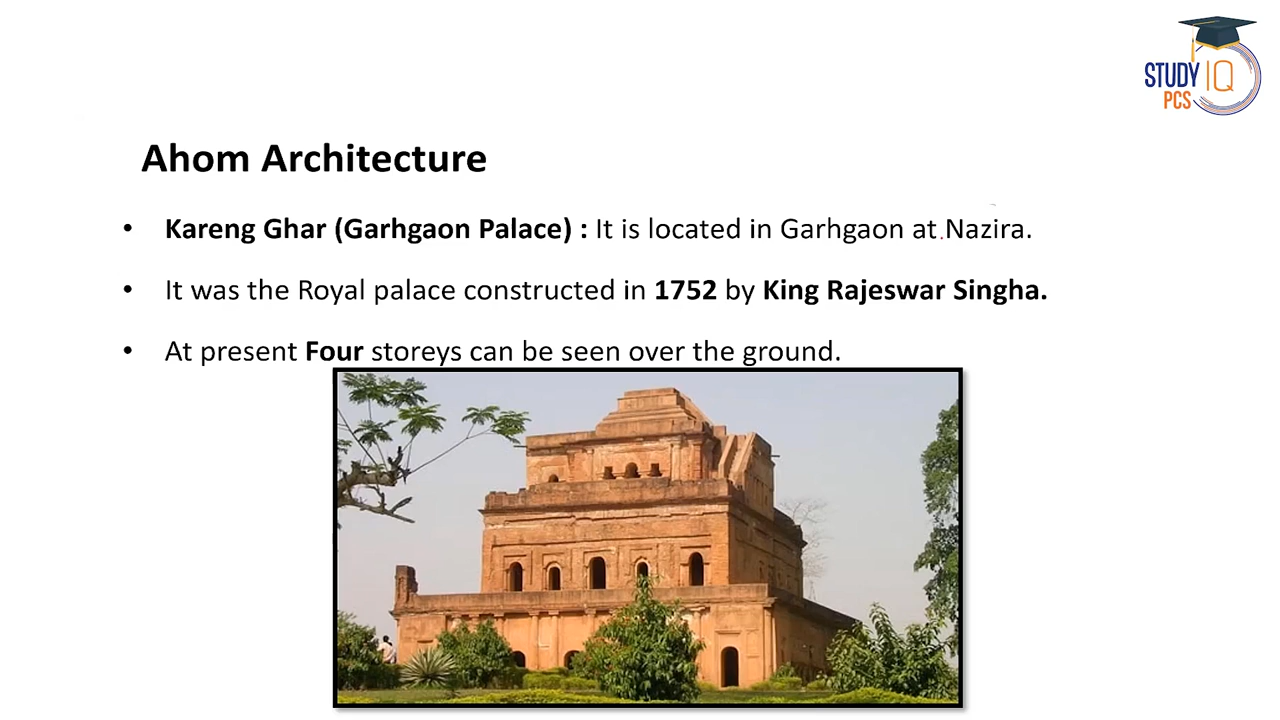 STUDY IQ
PCS
Ahom Architecture
• Kareng Ghar (Garhgaon Palace) : It is located in Garhgaon at Nazira.
• It was the Royal palace constructed in 1752 by King Rajeswar Singha.
• At present Four storeys can be seen over the ground.